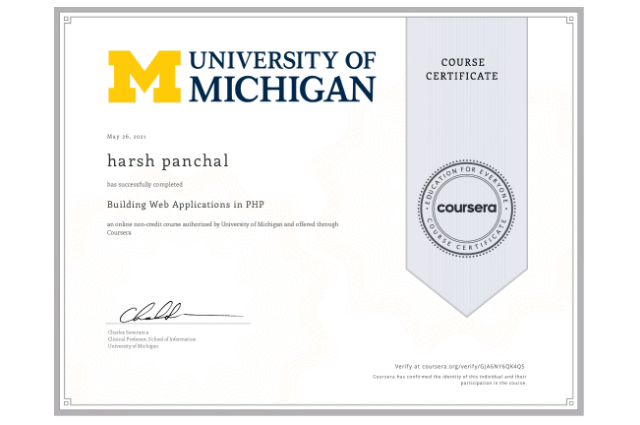 UNIVERSITY OF
MICHIGAN
COURSE
CERTIFICATE
May 26, 2021
harsh panchal
has successfully completed
Building Web Applications in PHP
an online non-credit course authorized by University of Michigan and offered through
Coursera
EDUCATION FOR EVERYONE
coursera
COURSE CERTIFICATE
Charles Severance
Clinical Professor, School of Information
University of Michigan
Verify at coursera.org/verify/GJA6NY6QK4QS
Coursera has confirmed the identity of this individual and their
participation in the course.